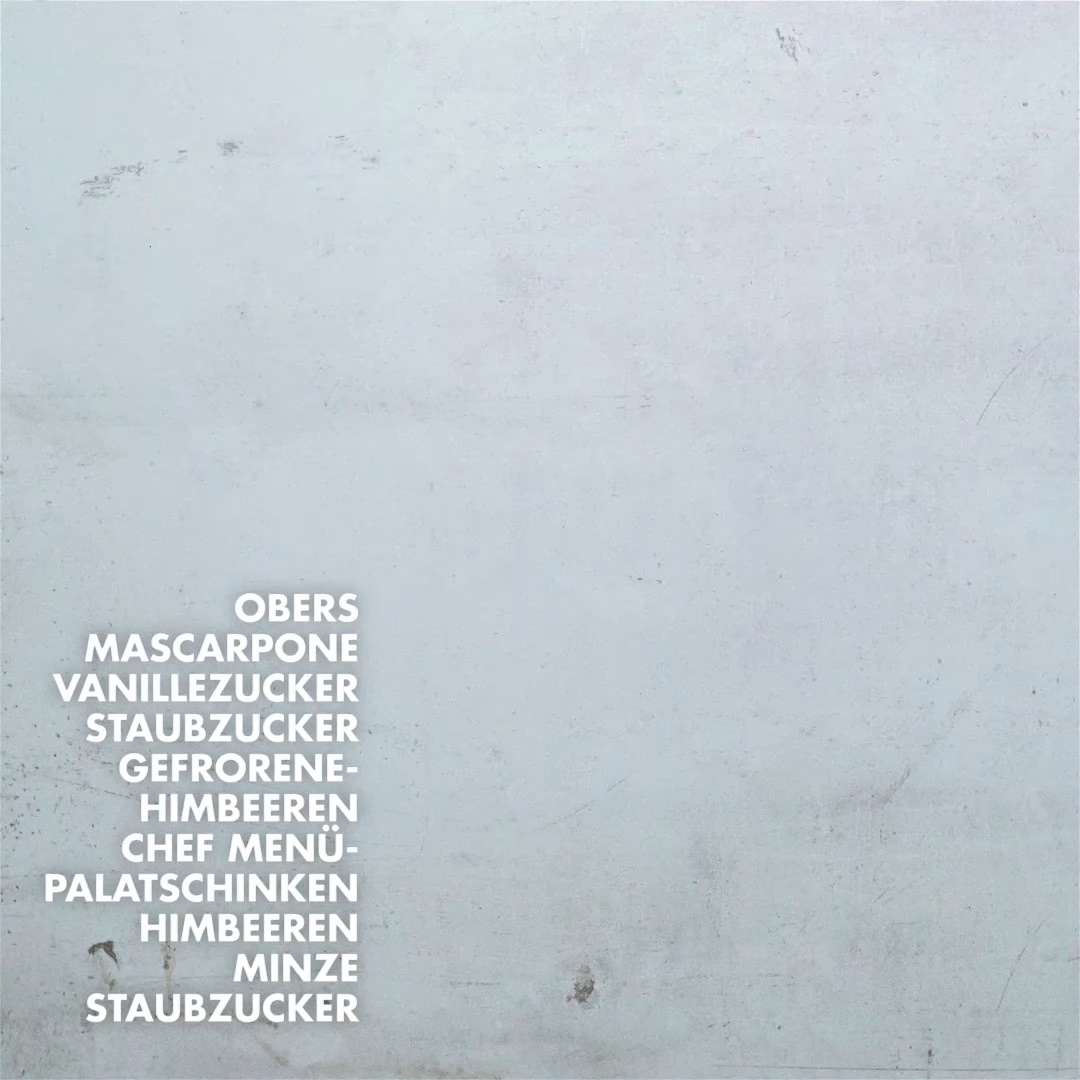 OBERS
MASCARPONE
VANILLEZUCKER
STAUBZUCKER
GEFRORENE-
HIMBEEREN
CHEF MENÜ-
PALATSCHINKEN
HIMBEEREN
MINZE
STAUBZUCKER